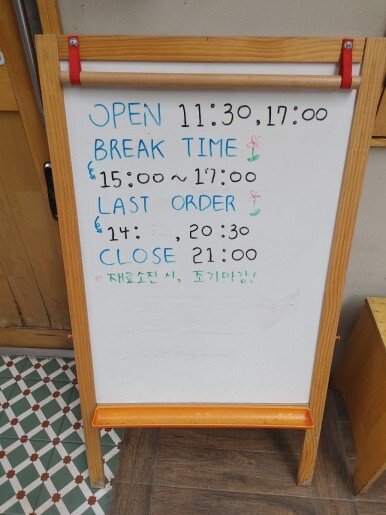 OPEN 11:30, 17:00
BREAK TIME
15:00 ~ 17:00
LAST ORDER
14: , 20:30
CLOSE 21:00
재료소진 시, 조기마감!